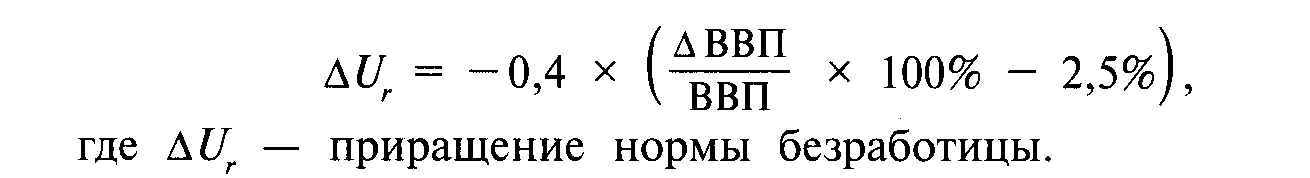 ΔU_r = −0,4 × (ΔВВП/ВВП × 100% − 2,5%),
где ΔU_r — приращение нормы безработицы.